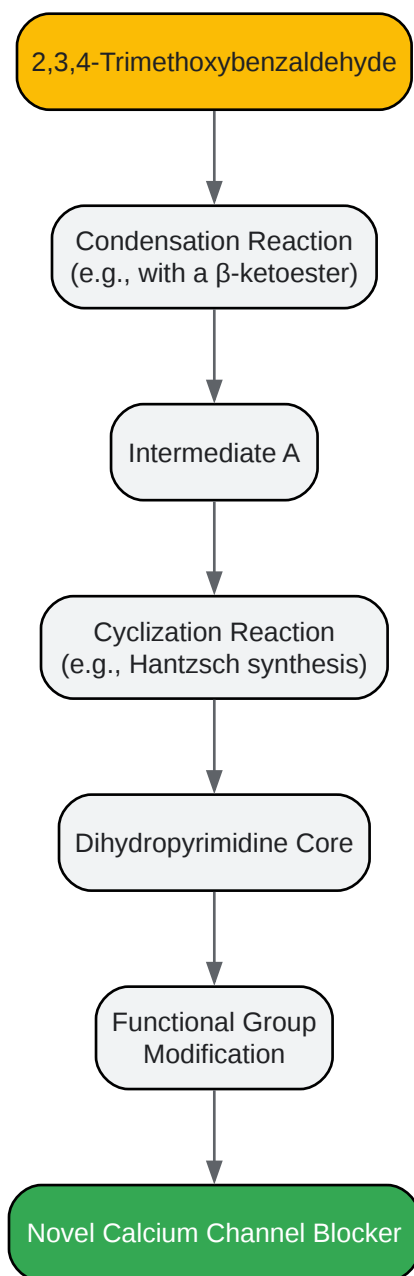 2,3,4-Trimethoxybenzaldehyde
Condensation Reaction
(e.g., with a β-ketoester)
Intermediate A
Cyclization Reaction
(e.g., Hantzsch synthesis)
Dihydropyrimidine Core
Functional Group
Modification
Novel Calcium Channel Blocker